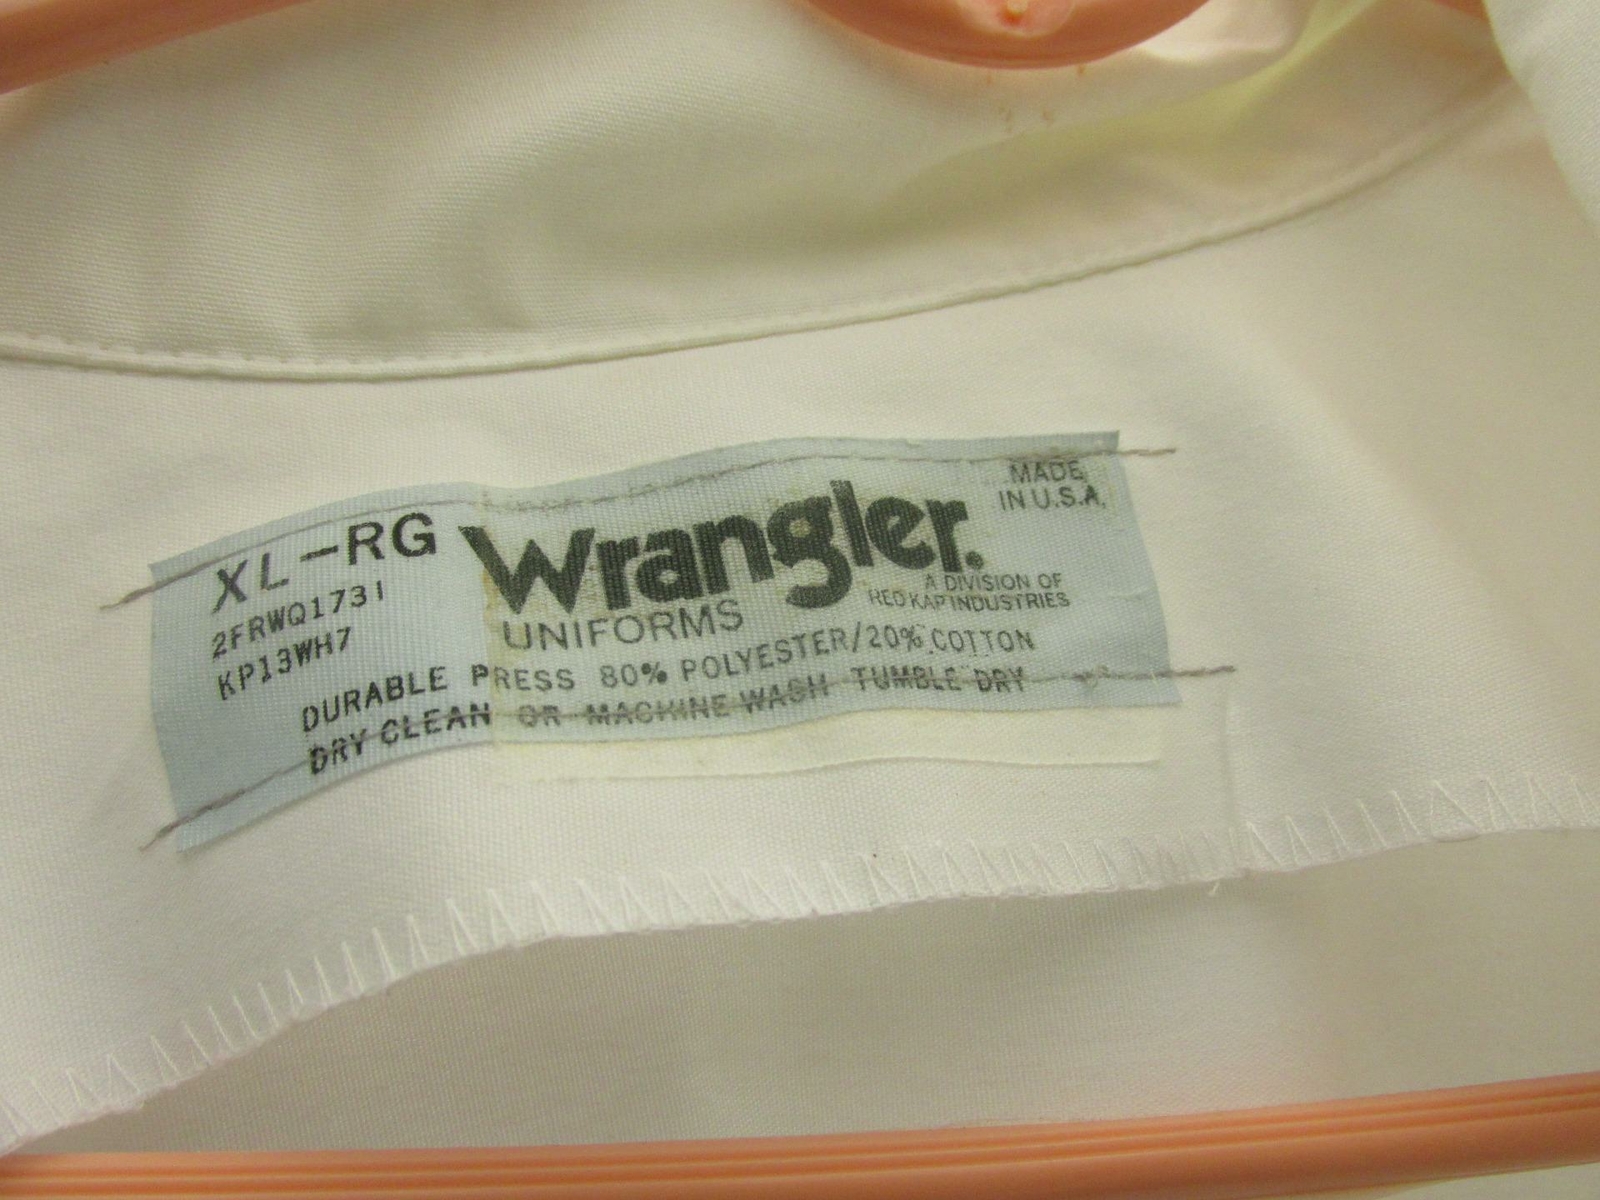 XL-RG
2FRWQ1731
KP13WH7
Wrangler.
UNIFORMS
MADE
IN U.S.A.
A DIVISION OF
RED KAP INDUSTRIES
DURABLE PRESS 80% POLYESTER/20% COTTON
DRY CLEAN OR MACHINE WASH TUMBLE DRY